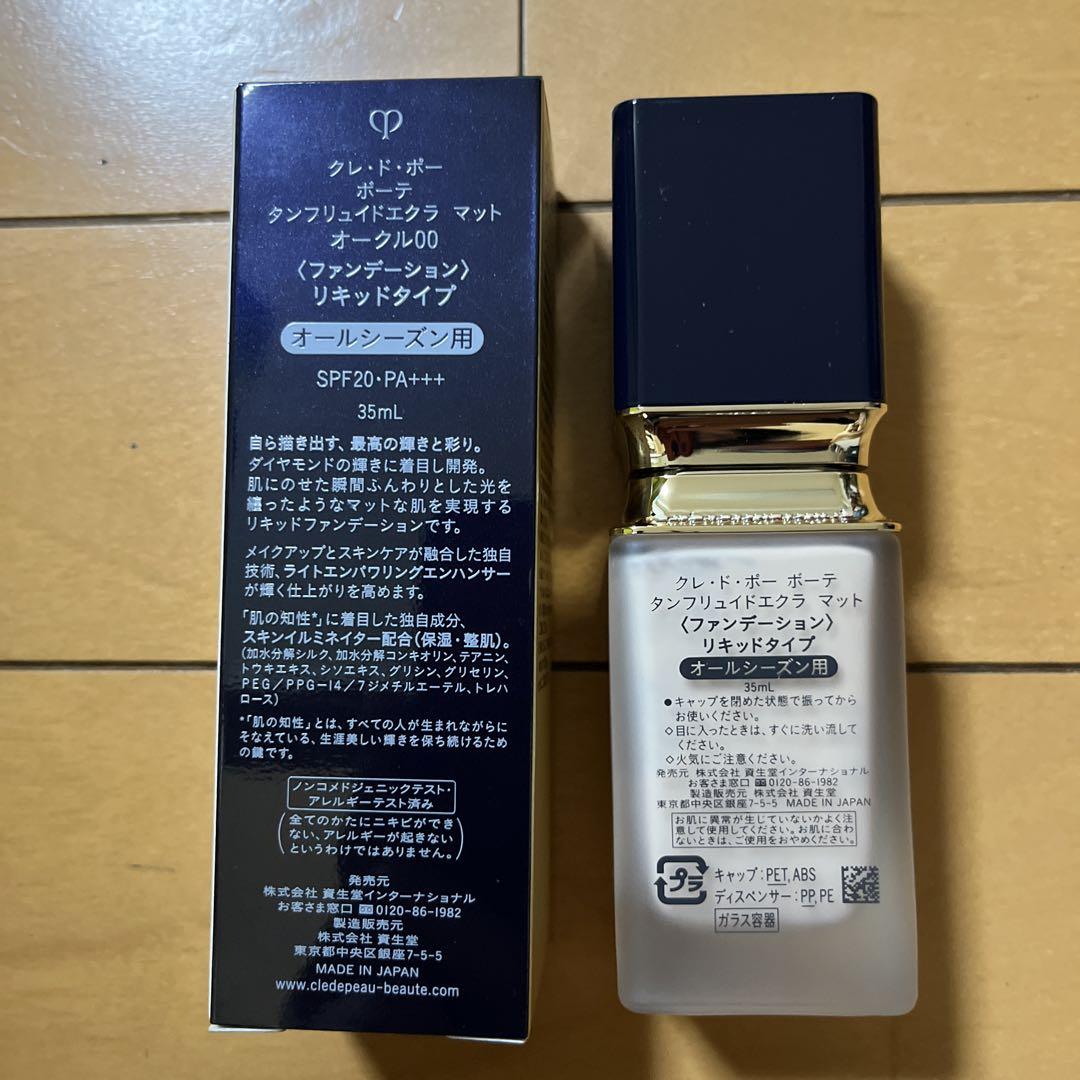 クレ・ド・ポー
ボーテ
タンフリュイドエクラ マット
オークル00
〈ファンデーション〉
リキッドタイプ
オールシーズン用
SPF20・PA+++
35mL
自ら描き出す、最高の輝きと彩り。
ダイヤモンドの輝きに着目し開発。
肌にのせた瞬間ふんわりとした光を
纏ったようなマットな肌を実現する
リキッドファンデーションです。
メイクアップとスキンケアが融合した独自
技術、ライトエンパワリングエンハンサー
が輝く仕上がりを高めます。
「肌の知性*」に着目した独自成分、
スキンイルミネイター配合(保湿・整肌)。
(加水分解シルク、加水分解コンキオリン、テアニン、
トウキエキス、シソエキス、グリシン、グリセリン、
PEG/PPG-14/7ジメチルエーテル、トレハ
ロース)
*「肌の知性」とは、すべての人が生まれながらに
そなえている、生涯美しい輝きを保ち続けるため
の鍵です。
ノンコメドジェニックテスト・
アレルギーテスト済み
(全てのかたにニキビができ
ない、アレルギーが起きない
というわけではありません。)
発売元
株式会社 資生堂インターナショナル
お客さま窓口 0120-86-1982
製造販売元
株式会社 資生堂
東京都中央区銀座7-5-5
MADE IN JAPAN
www.cledepeau-beaute.com
クレ・ド・ポー ボーテ
タンフリュイドエクラ マット
〈ファンデーション〉
リキッドタイプ
オールシーズン用
35mL
●キャップを閉めた状態で振ってから
お使いください。
◇目に入ったときは、すぐに洗い流して
ください。
◇火気にご注意ください。
発売元 株式会社 資生堂インターナショナル
お客さま窓口 0120-86-1982
製造販売元 株式会社 資生堂
東京都中央区銀座7-5-5 MADE IN JAPAN
お肌に異常が生じていないかよく注
意して使用してください。お肌に合わ
ないときは、ご使用をおやめください。
プラ
キャップ:PET,ABS
ディスペンサー:PP,PE
ガラス容器